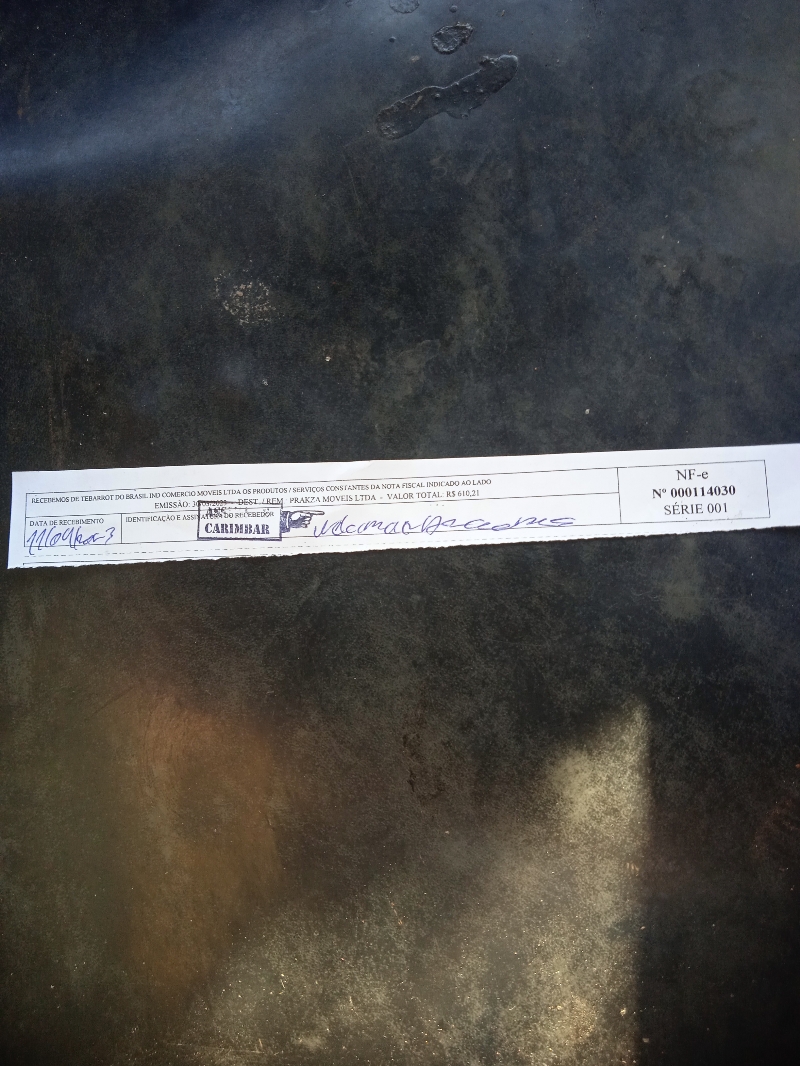 RECEBEMOS DE TEBARROT DO BRASIL IND COMERCIO MOVEIS LTDA OS PRODUTOS / SERVIÇOS CONSTANTES DA NOTA FISCAL INDICADO AO LADO
EMISSÃO: DEST. / REM. PRAKZA MOVEIS LTDA - VALOR TOTAL: R$ 610,21
NF-e
Nº 000114030
SÉRIE 001
DATA DE RECEBIMENTO
IDENTIFICAÇÃO E ASSINATURA DO RECEBEDOR
CARIMBAR